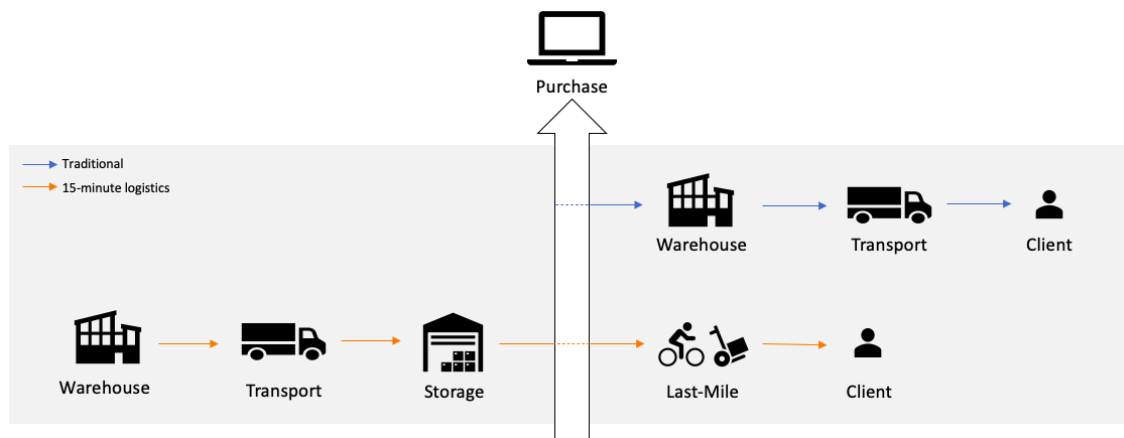 Purchase
Traditional
15-minute logistics
Warehouse
Transport
Client
Warehouse
Transport
Storage
Last-Mile
Client